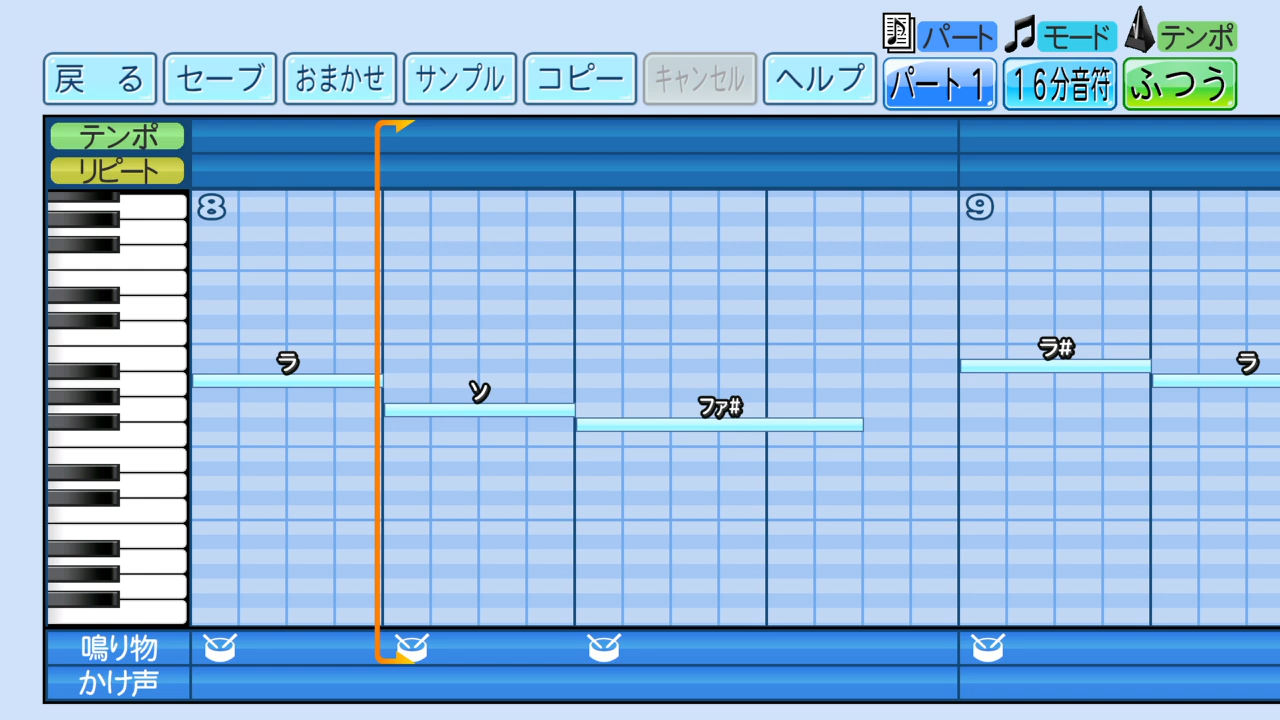 パート モード テンポ
戻る セーブ おまかせ サンプル コピー キャンセル ヘルプ パート1 16分音符 ふつう
テンポ
リピート
8 9
ラ# 
ラ ラ
ソ
ファ#
鳴り物
かけ声